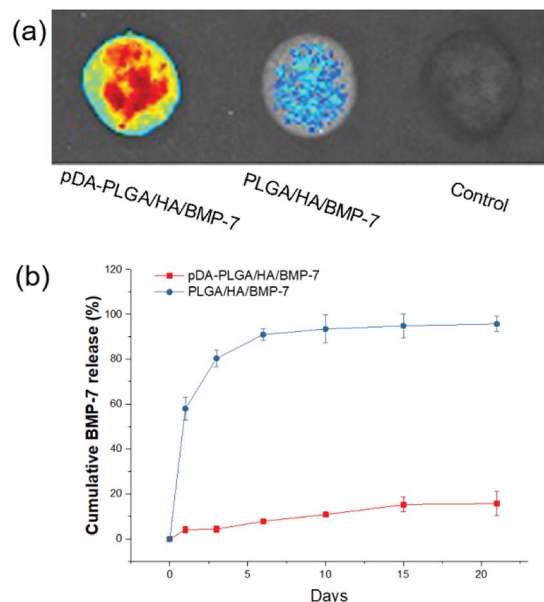 (a)
pDA-PLGA/HA/BMP-7
PLGA/HA/BMP-7
Control
(b)
pDA-PLGA/HA/BMP-7
PLGA/HA/BMP-7
Cumulative BMP-7 release (%)
120
100
80
60
40
20
0
0
5
10
15
20
Days